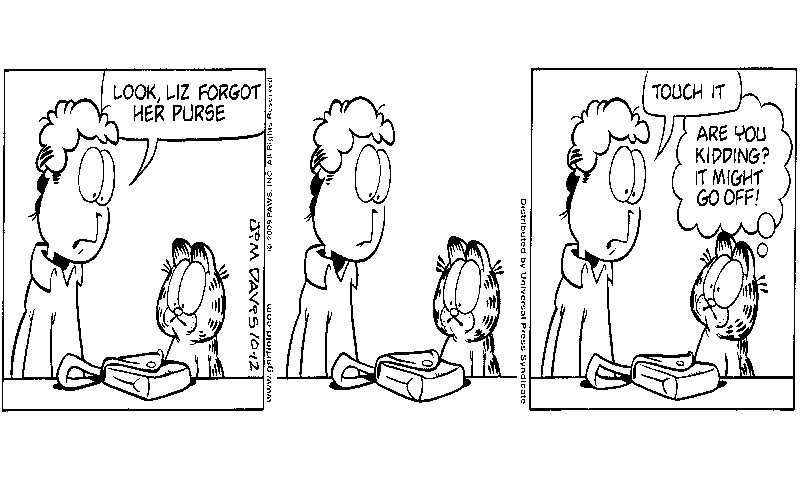 LOOK, LIZ FORGOT
HER PURSE
JIM DAVIS 10-12
© 2009 PAWS, INC. All Rights Reserved
www.garfield.com
Distributed by Universal Press Syndicate
TOUCH IT
ARE YOU
KIDDING?
IT MIGHT
GO OFF!